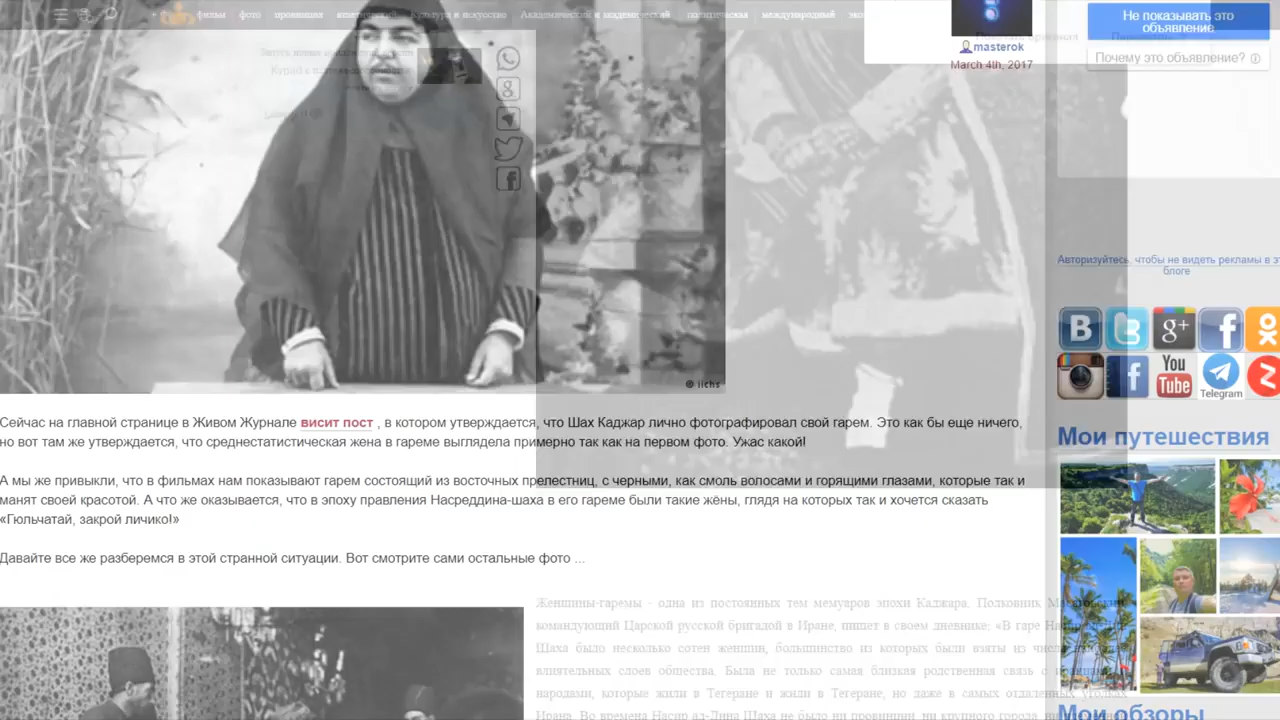 фильм фото провинция Культура и искусство Академический и академический политическая международный
Не показывать это
объявление
masterok
March 4th, 2017
Почему это объявление?
Авторизуйтесь, чтобы не видеть рекламы в э
блоге
You
Tube
Telegram
@ iichs
Сейчас на главной странице в Живом Журнале висит пост , в котором утверждается, что Шах Каджар лично фотографировал свой гарем. Это как бы еще ничего,
но вот там же утверждается, что среднестатистическая жена в гареме выглядела примерно так как на первом фото. Ужас какой!
А мы же привыкли, что в фильмах нам показывают гарем состоящий из восточных прелестниц, с черными, как смоль волосами и горящими глазами, которые так и
манят своей красотой. А что же оказывается, что в эпоху правления Насреддина-шаха в его гареме были такие жёны, глядя на которых так и хочется сказать
«Гюльчатай, закрой личико!»
Давайте все же разберемся в этой странной ситуации. Вот смотрите сами остальные фото ...
Мои путешествия
Женщины-гаремы - одна из постоянных тем мемуаров эпохи Каджара. Полковник
командующий Царской русской бригадой в Иране, пишет в своем дневнике: «В гаре
Шаха было несколько сотен женщин, большинство из которых были взяты из
влиятельных слоев общества. Была не только самая близкая родственная связь с
народами, которые жили в Тегеране и жили в Тегеране, но даже в самых отдаленных уголках
Ирана. Во времена Насир ад-Дина Шаха не было ни провинции, ни крупного города,
Мои обзоры